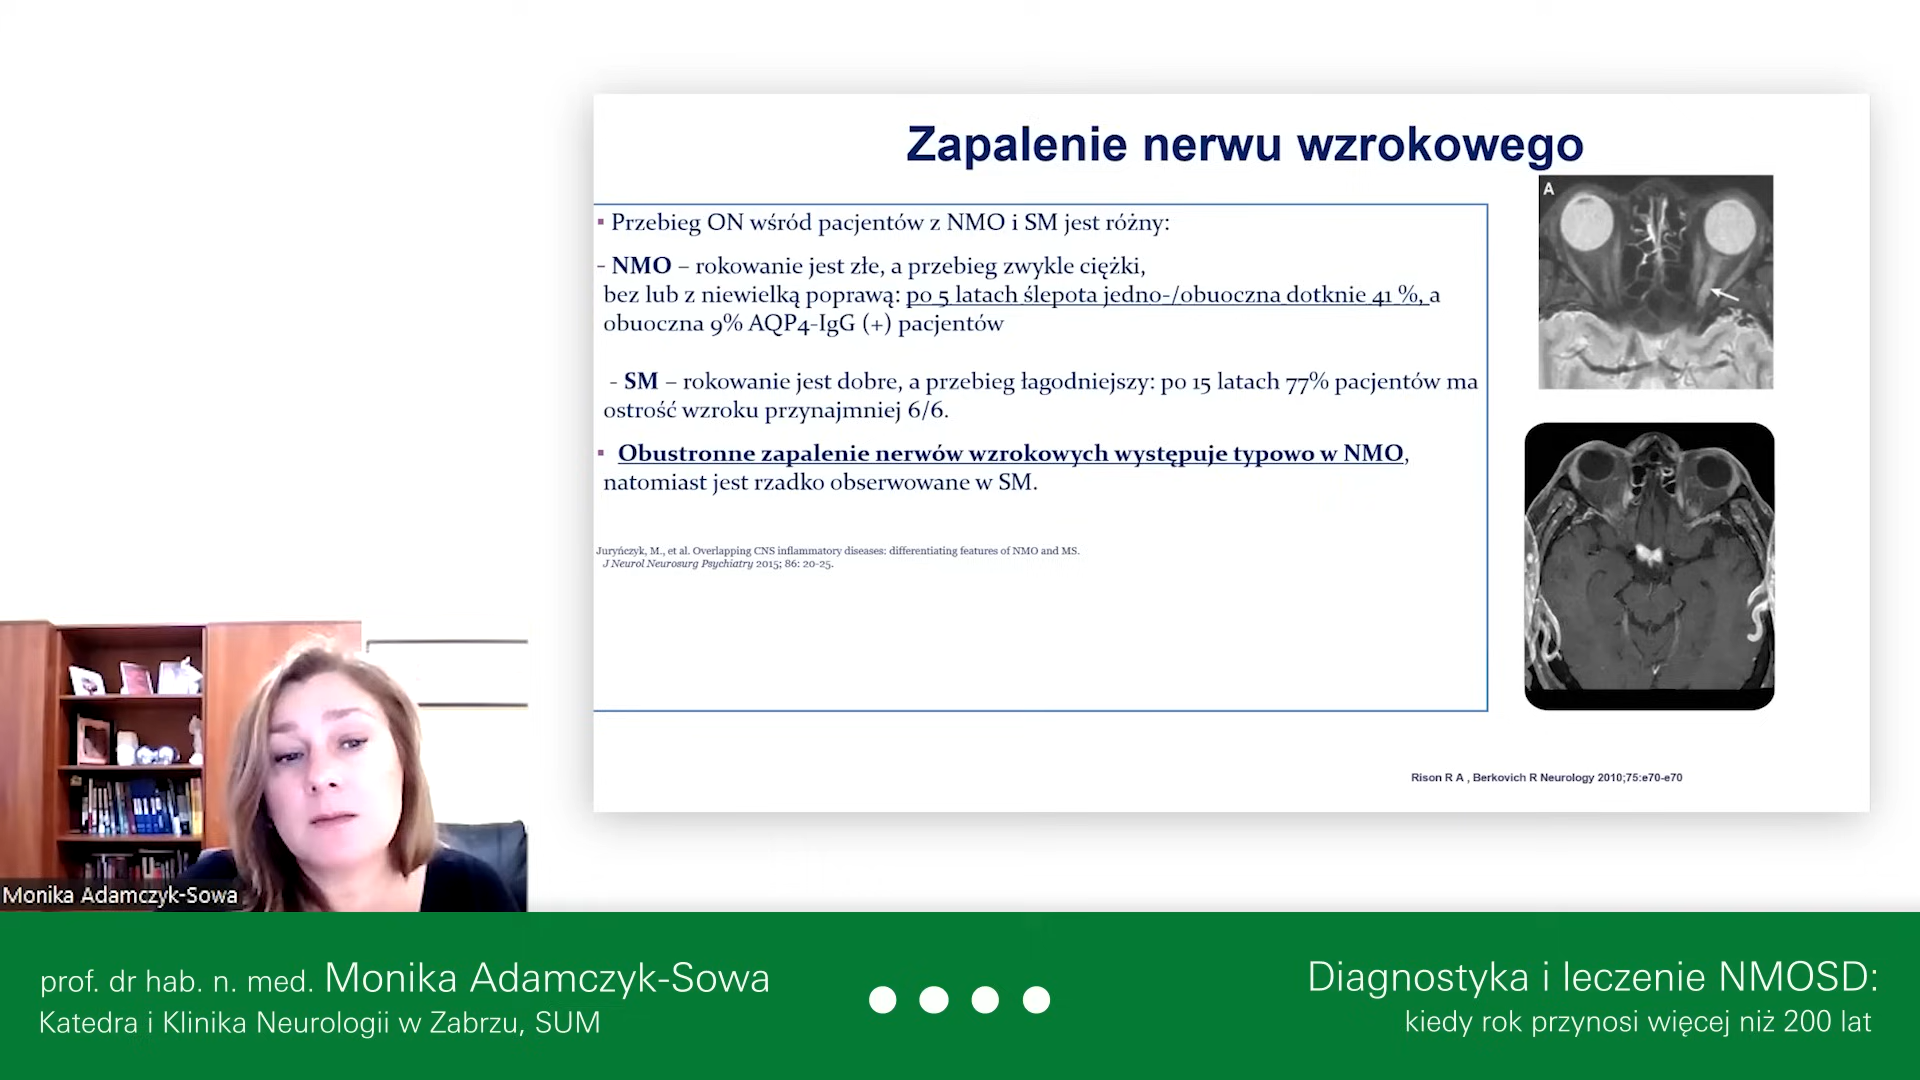 Zapalenie nerwu wzrokowego
▪ Przebieg ON wśród pacjentów z NMO i SM jest różny:
- NMO – rokowanie jest złe, a przebieg zwykle ciężki,
bez lub z niewielką poprawą: po 5 latach ślepota jedno-/obuoczna dotknie 41 %, a
obuoczna 9% AQP4-IgG (+) pacjentów
- SM – rokowanie jest dobre, a przebieg łagodniejszy: po 15 latach 77% pacjentów ma
ostrość wzroku przynajmniej 6/6.
▪ Obustronne zapalenie nerwów wzrokowych występuje typowo w NMO,
natomiast jest rzadko obserwowane w SM.
Juryńczyk, M., et al. Overlapping CNS inflammatory diseases: differentiating features of NMO and MS.
J Neurol Neurosurg Psychiatry 2015; 86: 20-25.
A
Rison R A , Berkovich R Neurology 2010;75:e70-e70
Monika Adamczyk-Sowa
prof. dr hab. n. med. Monika Adamczyk-Sowa
Katedra i Klinika Neurologii w Zabrzu, SUM
Diagnostyka i leczenie NMOSD:
kiedy rok przynosi więcej niż 200 lat